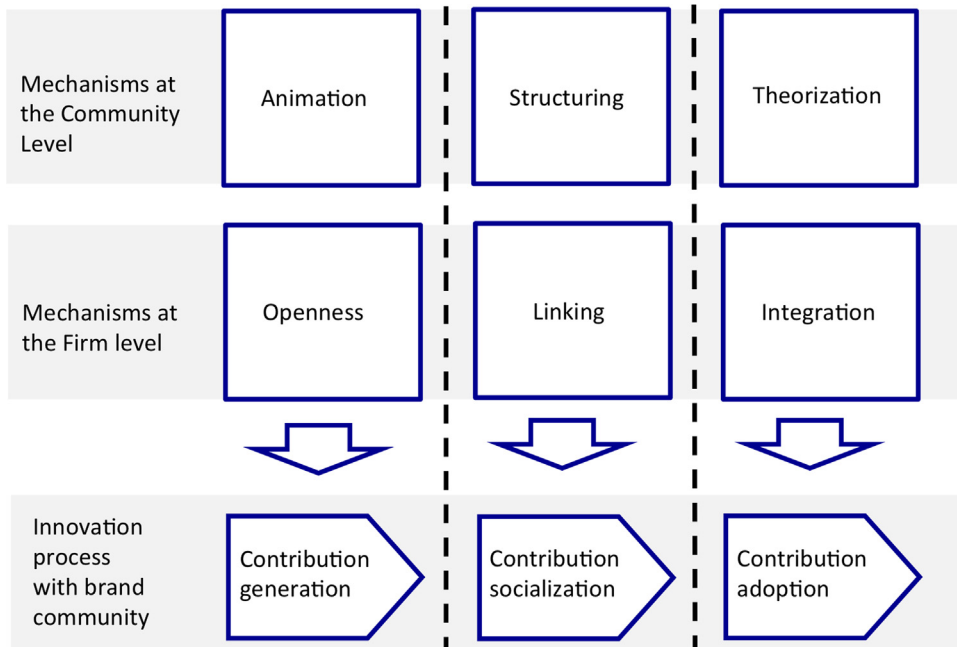 Mechanisms at
the Community
Level
Animation
Structuring
Theorization
Mechanisms at
the Firm level
Openness
Linking
Integration
Innovation
process
with brand
community
Contribution
generation
Contribution
socialization
Contribution
adoption